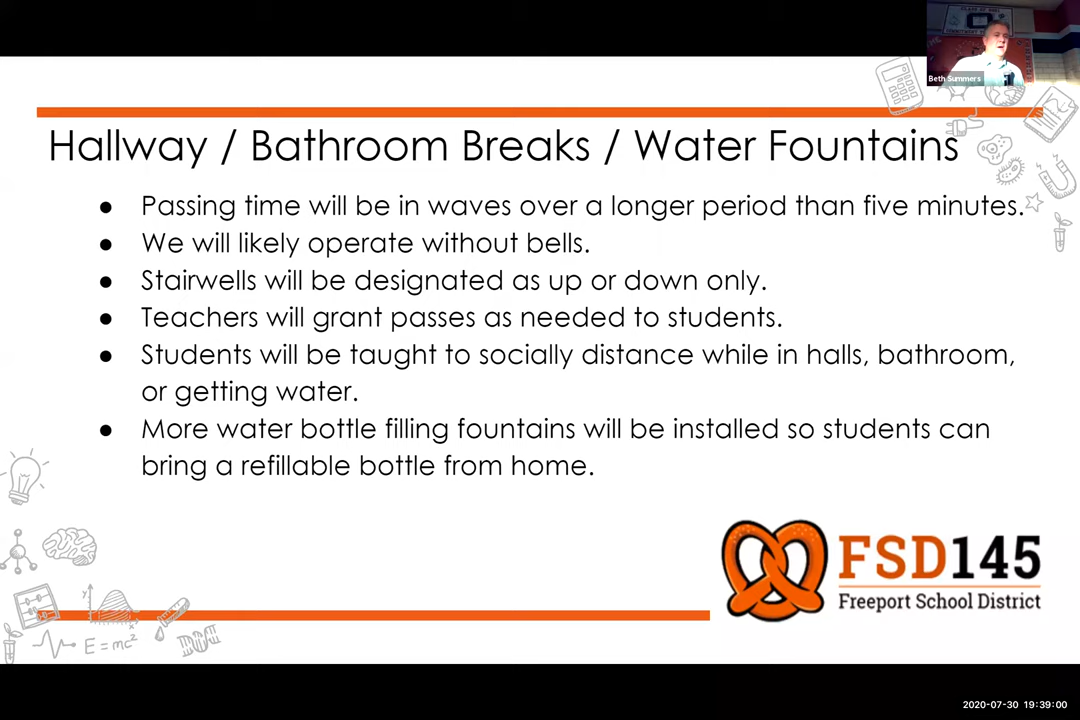 Beth Summers
Hallway / Bathroom Breaks / Water Fountains
● Passing time will be in waves over a longer period than five minutes.
● We will likely operate without bells.
● Stairwells will be designated as up or down only.
● Teachers will grant passes as needed to students.
● Students will be taught to socially distance while in halls, bathroom,
or getting water.
● More water bottle filling fountains will be installed so students can
bring a refillable bottle from home.
FSD145
Freeport School District
E=mc²
2020-07-30 19:39:00